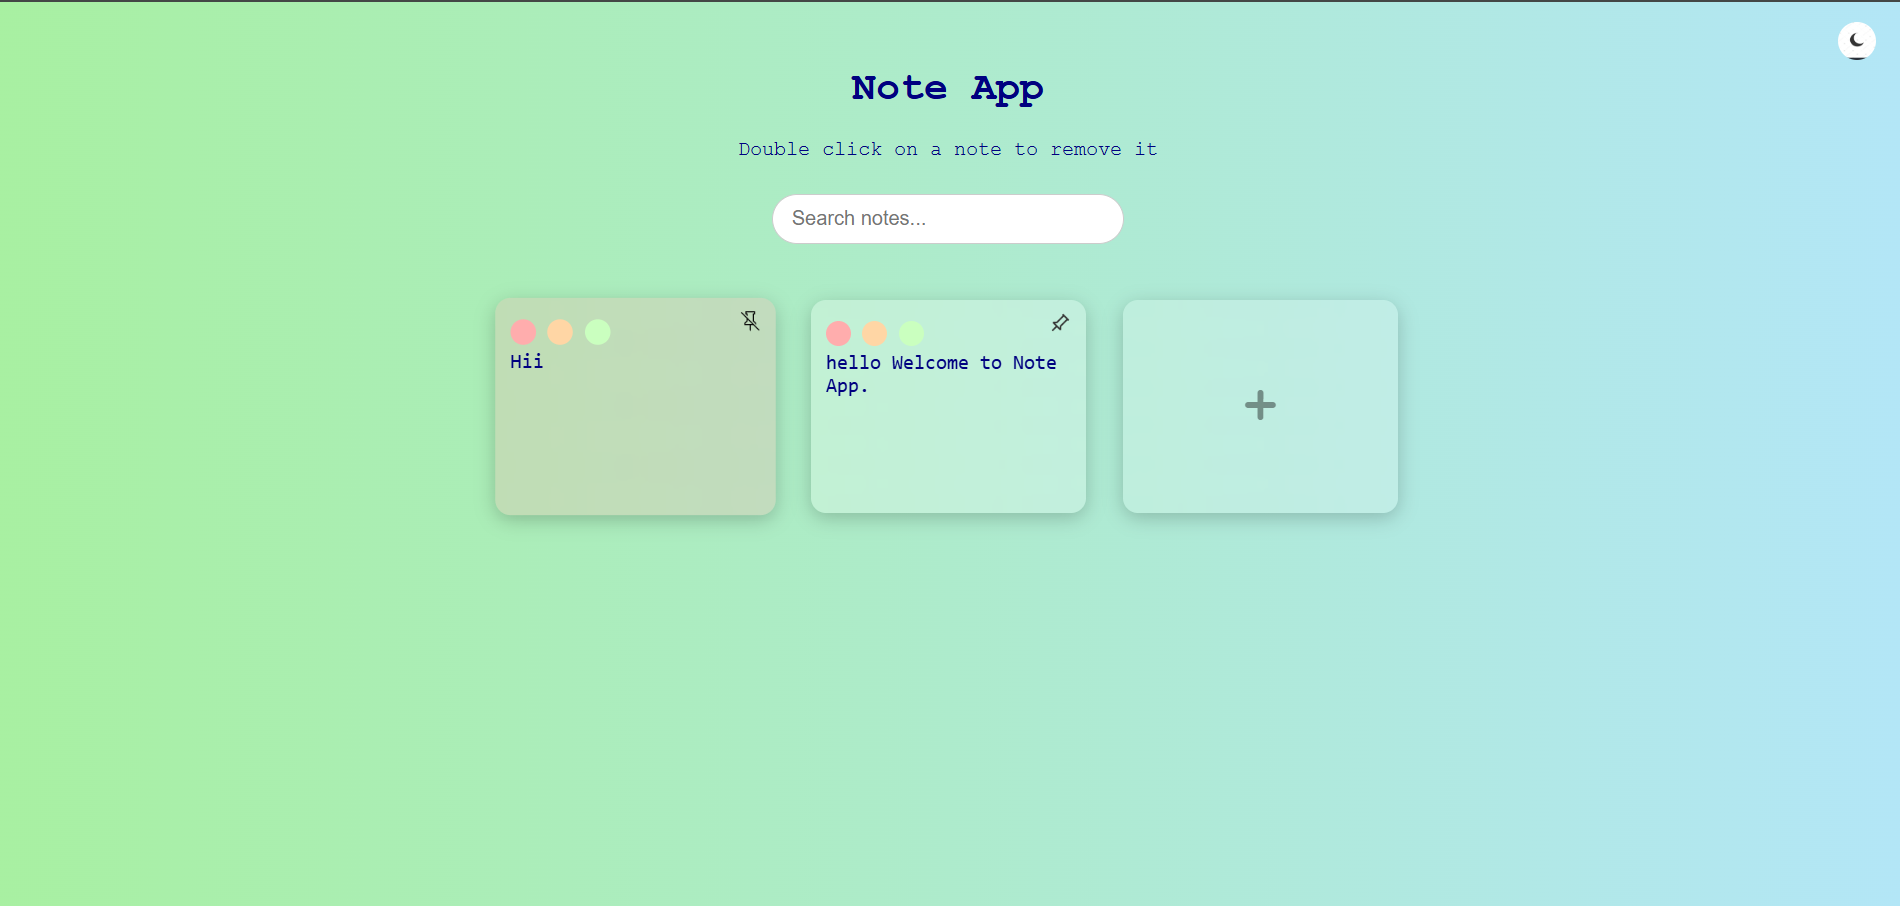 Note App
Double click on a note to remove it
Search notes...
Hii
hello Welcome to Note
App.